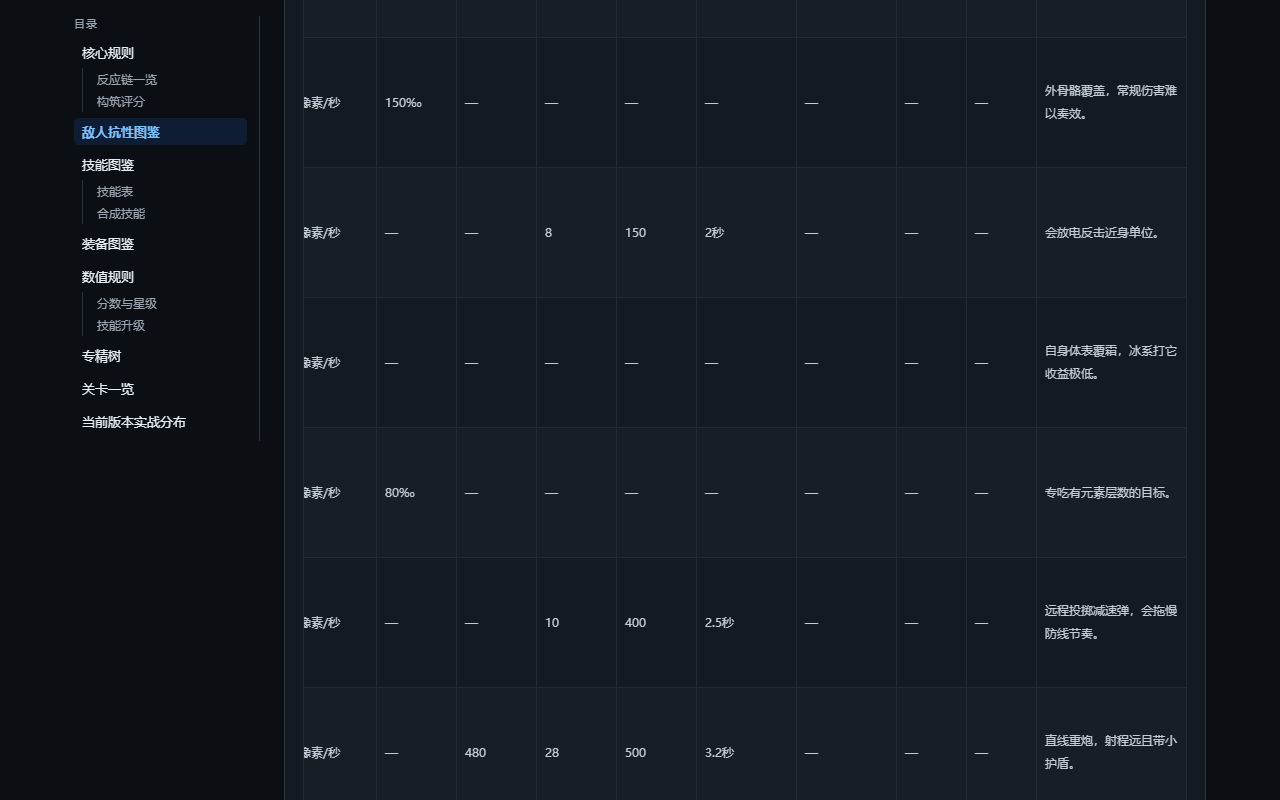 目录
核心规则
反应链一览
构筑评分
敌人抗性图鉴
技能图鉴
技能表
合成技能
装备图鉴
数值规则
分数与星级
技能升级
专精树
关卡一览
当前版本实战分布
像素/秒 150‰ — — — — — — — 外骨骼覆盖，常规伤害难
以奏效。
像素/秒 — — 8 150 2秒 — — — 会放电反击近身单位。
像素/秒 — — — — — — — — 自身体表覆霜，冰系打它
收益极低。
像素/秒 80‰ — — — — — — — 专吃有元素层数的目标。
像素/秒 — — 10 400 2.5秒 — — — 远程投掷减速弹，会拖慢
防线节奏。
像素/秒 — 480 28 500 3.2秒 — — — 直线重炮，射程远且带小
护盾。